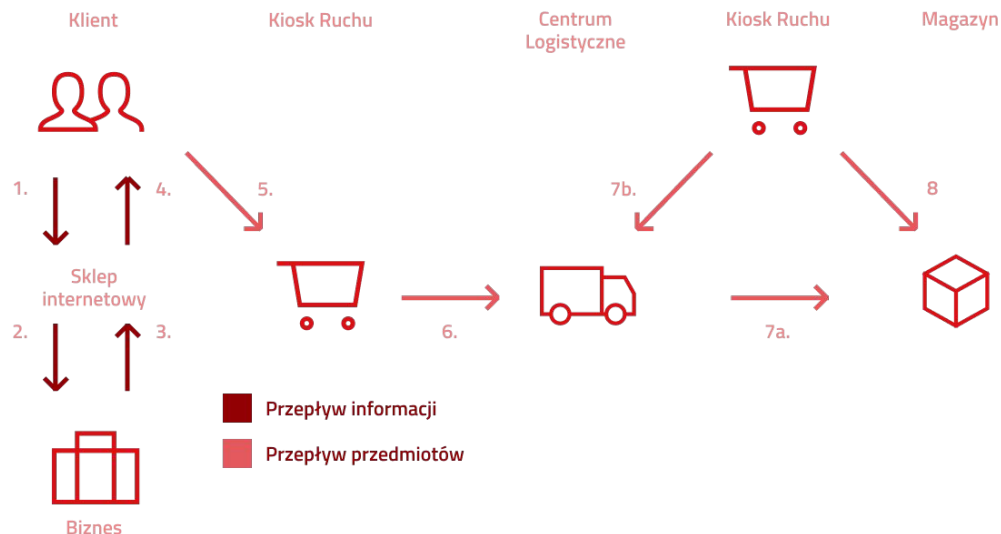 Klient
Kiosk Ruchu
Centrum
Logistyczne
Kiosk Ruchu
Magazyn
1.
4.
5.
7b.
8
Sklep
internetowy
2.
3.
6.
7a.
Przepływ informacji
Przepływ przedmiotów
Biznes